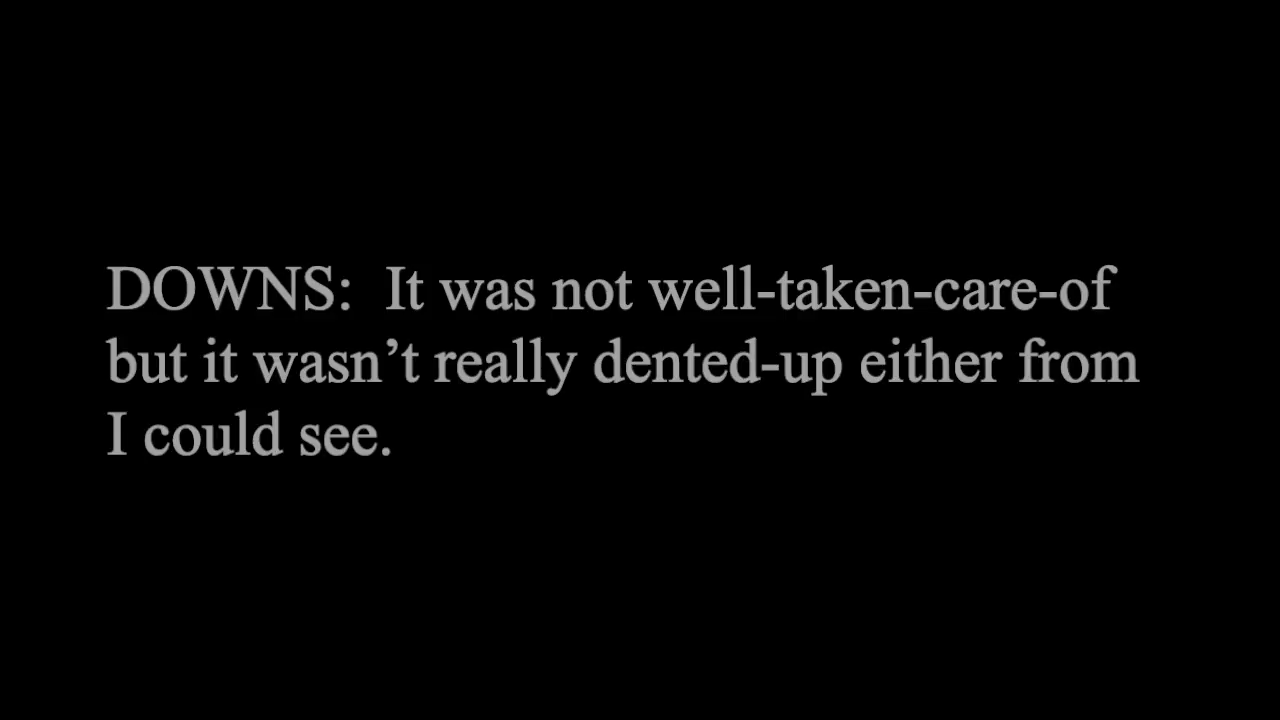 DOWNS:  It was not well-taken-care-of
but it wasn’t really dented-up either from
I could see.